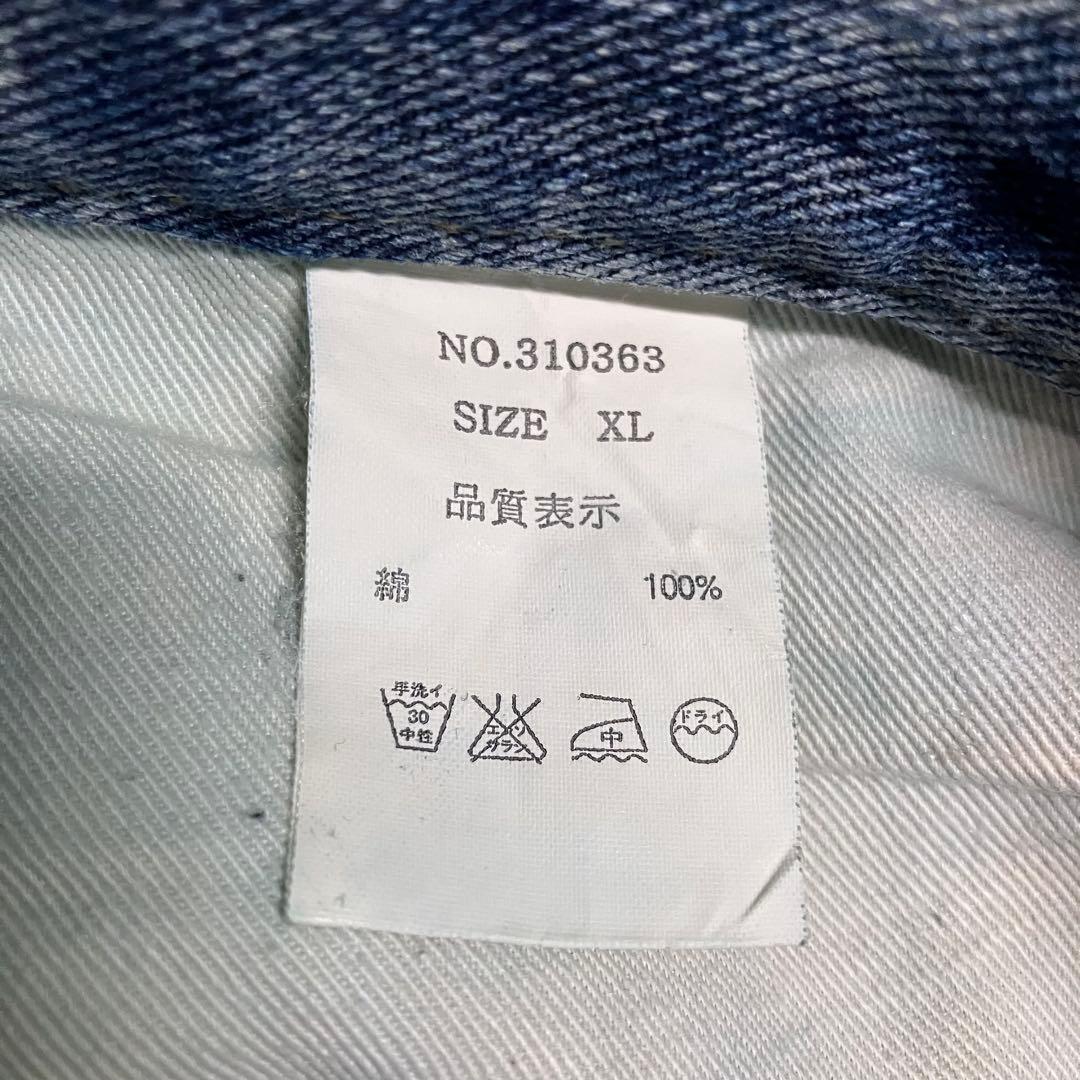 NO.310363
SIZE XL
品質表示
綿 100%
手洗イ
30
中性
エンソ
サラシ
中
ドライ